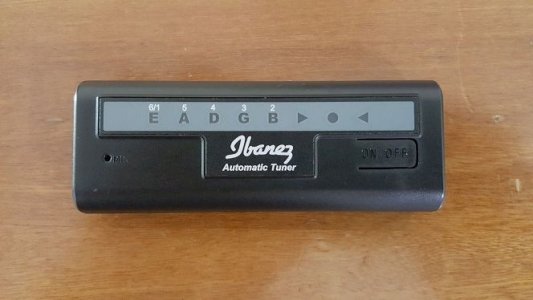 6/1 5 4 3 2
E A D G B
Ibanez
Automatic Tuner
MIC
ON OFF